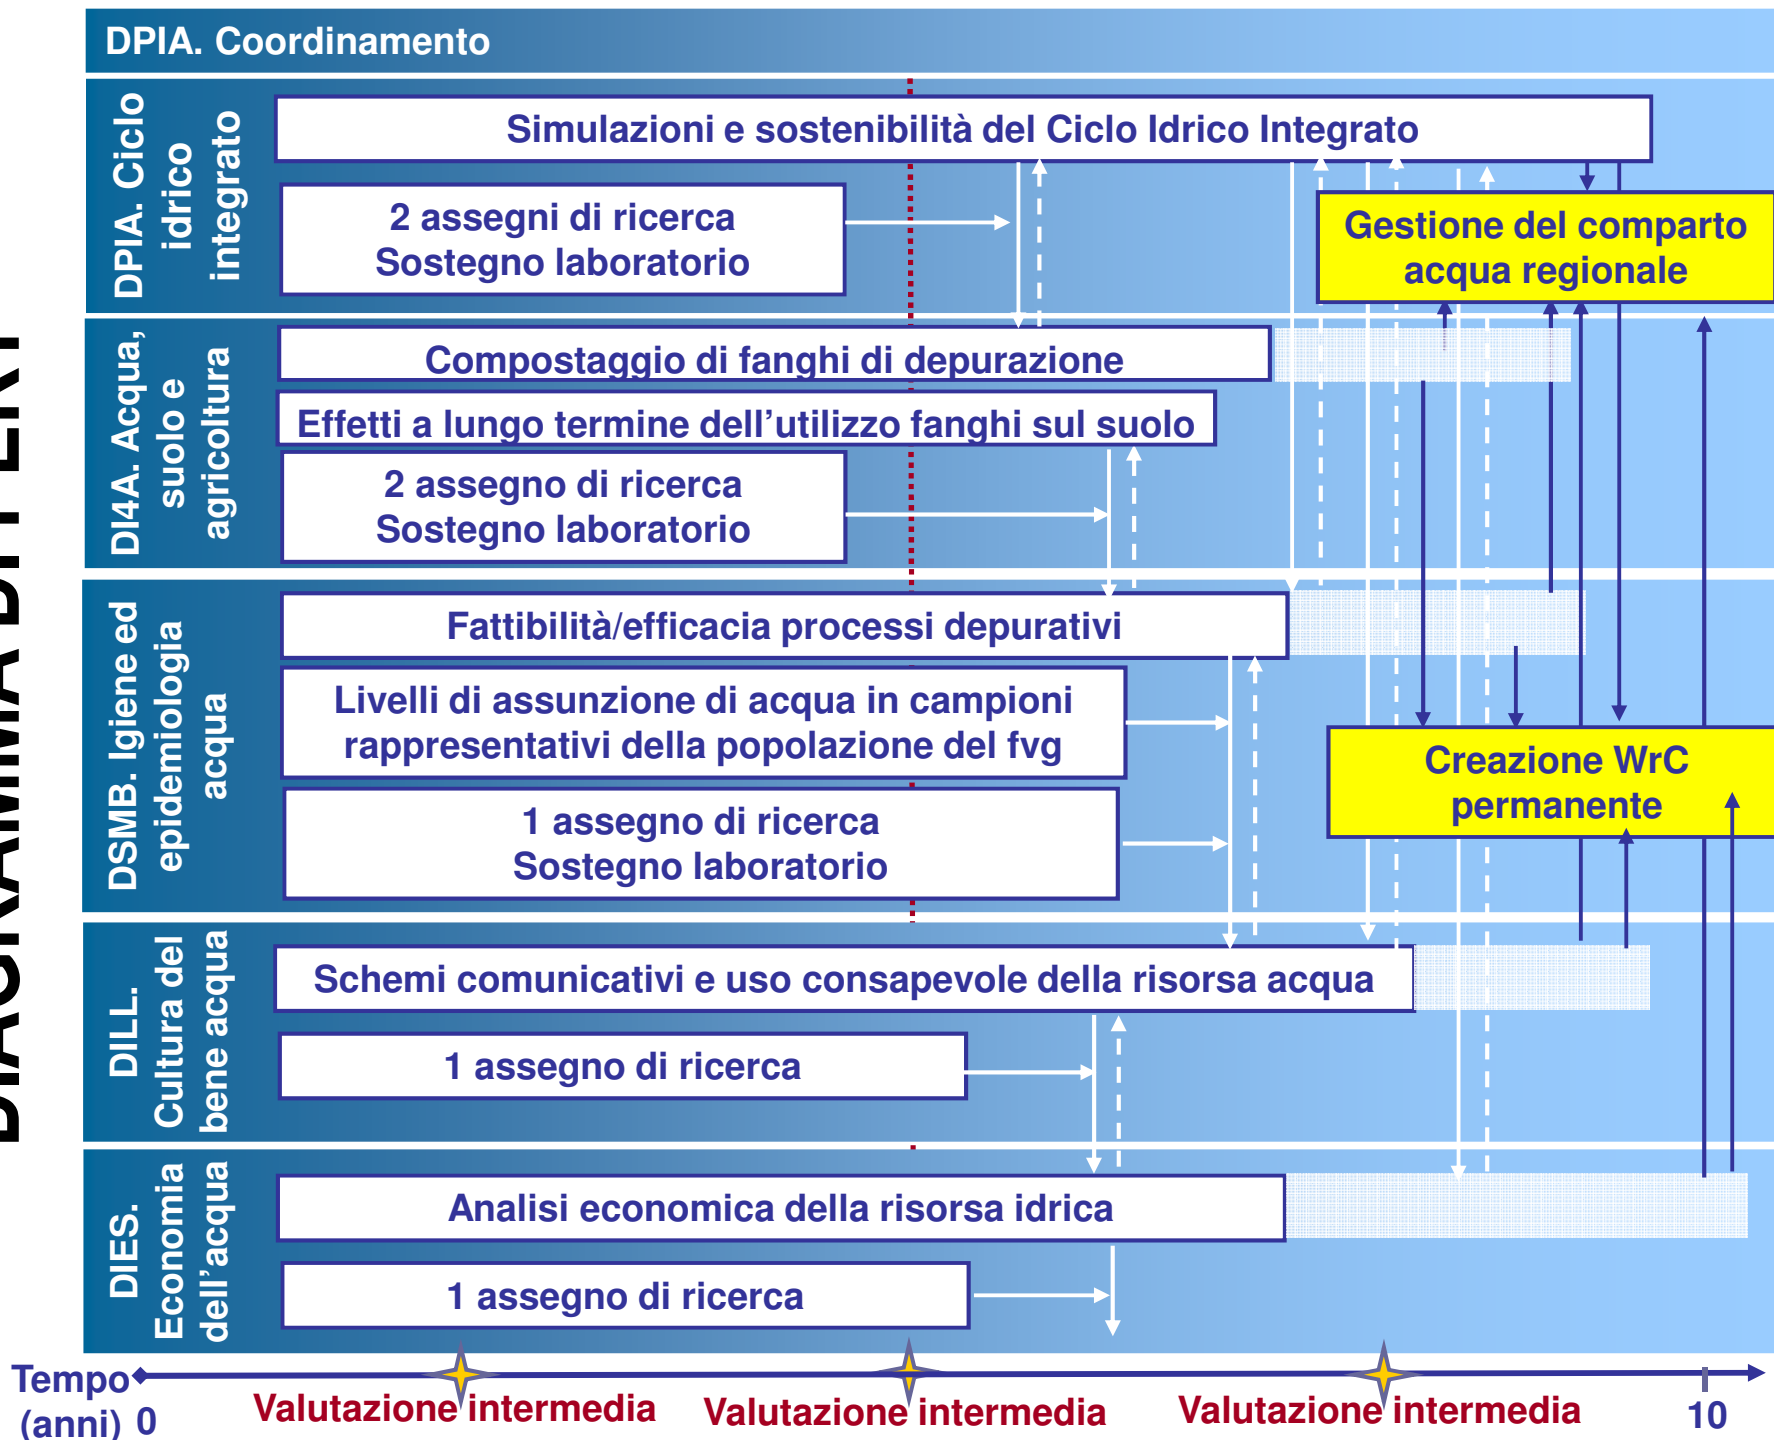 DPIA. Coordinamento
DPIA. Ciclo
idrico
integrato
Simulazioni e sostenibilità del Ciclo Idrico Integrato
2 assegni di ricerca
Sostegno laboratorio
Gestione del comparto
acqua regionale
DI4A. Acqua,
suolo e
agricoltura
Compostaggio di fanghi di depurazione
Effetti a lungo termine dell'utilizzo fanghi sul suolo
2 assegno di ricerca
Sostegno laboratorio
DSMB. Igiene ed
epidemiologia
acqua
Fattibilità/efficacia processi depurativi
Livelli di assunzione di acqua in campioni
rappresentativi della popolazione del fvg
1 assegno di ricerca
Sostegno laboratorio
Creazione WrC
permanente
DILL.
Cultura del
bene acqua
Schemi comunicativi e uso consapevole della risorsa acqua
1 assegno di ricerca
DIES.
Economia
dell'acqua
Analisi economica della risorsa idrica
1 assegno di ricerca
Tempo
(anni) 0
Valutazione intermedia
Valutazione intermedia
Valutazione intermedia
10